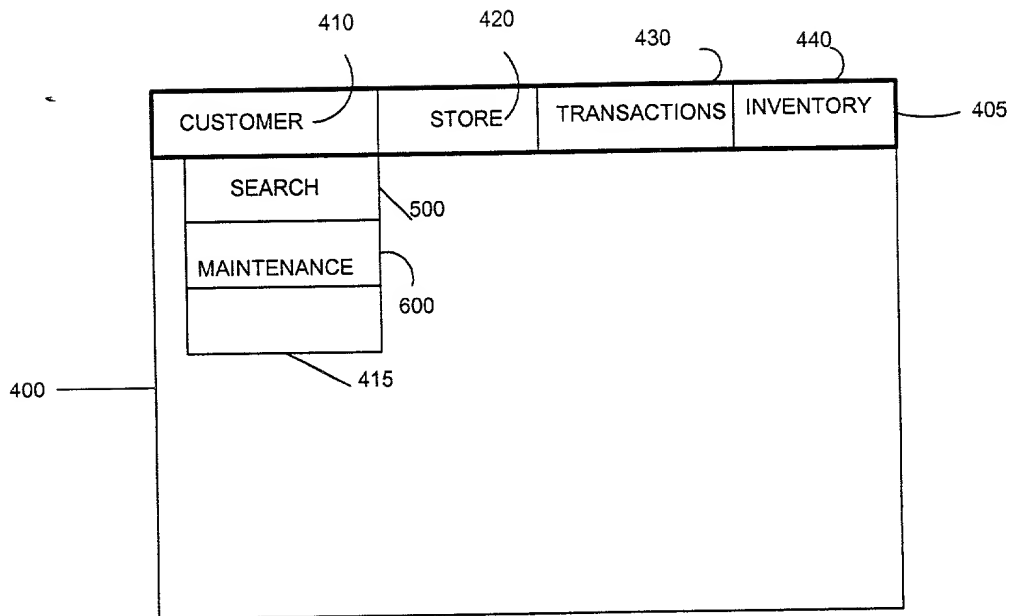 410
420
430
440
CUSTOMER
STORE
TRANSACTIONS
INVENTORY
405
SEARCH
500
MAINTENANCE
600
415
400